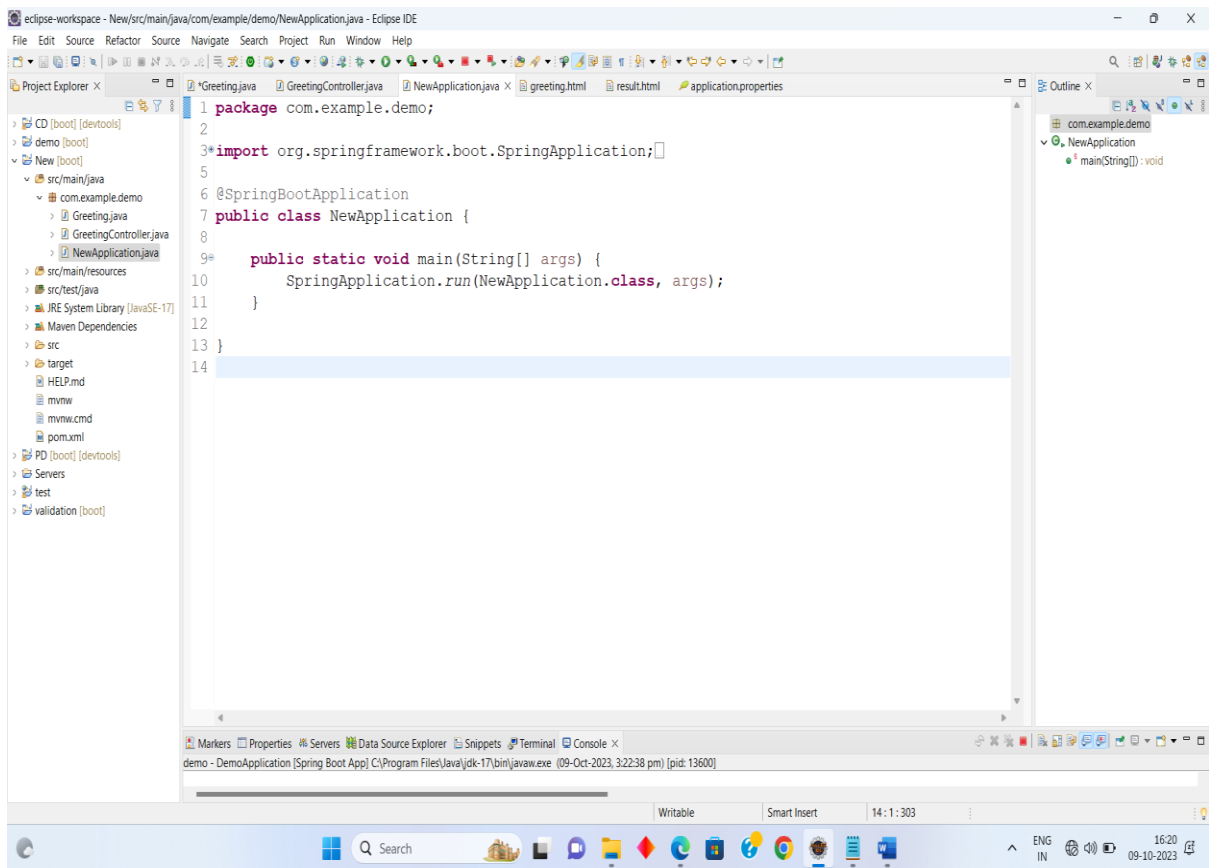 eclipse-workspace - New/src/main/java/com/example/demo/NewApplication.java - Eclipse IDE
File Edit Source Refactor Source Navigate Search Project Run Window Help
Project Explorer
*Greeting.java GreetingController.java NewApplication.java greeting.html result.html application.properties
Outline
CD [boot] [devtools]
demo [boot]
New [boot]
src/main/java
com.example.demo
Greeting.java
GreetingController.java
NewApplication.java
src/main/resources
src/test/java
JRE System Library [JavaSE-17]
Maven Dependencies
src
target
HELP.md
mvnw
mvnw.cmd
pom.xml
PD [boot] [devtools]
Servers
test
validation [boot]
1 package com.example.demo;
2
3 import org.springframework.boot.SpringApplication;
5
6 @SpringBootApplication
7 public class NewApplication {
8
9 public static void main(String[] args) {
10 SpringApplication.run(NewApplication.class, args);
11 }
12
13 }
14
com.example.demo
NewApplication
main(String[]) : void
Markers Properties Servers Data Source Explorer Snippets Terminal Console
demo - DemoApplication [Spring Boot App] C:\Program Files\Java\jdk-17\bin\javaw.exe (09-Oct-2023, 3:22:38 pm) [pid: 13600]
Writable Smart Insert 14 : 1 : 303
Search
ENG
IN
16:20
09-10-2023